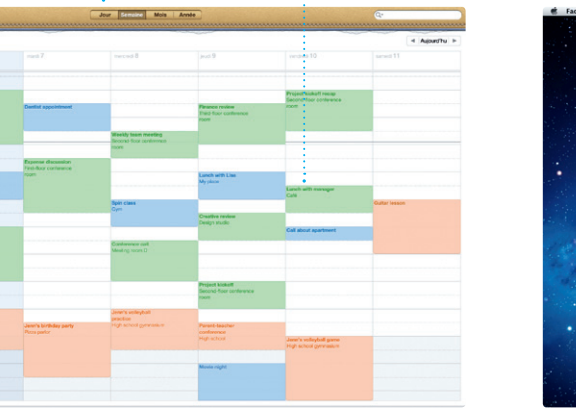 Fac
Jour Semaine Mois Année
Aujourd'hui
mardi 7
mercredi 8
jeudi 9
vendredi 10
samedi 11
Dentist appointment
Expense discussion
First-floor conference
room
Jane's birthday party
Pizza parlor
Weekly team meeting
Second-floor conference
room
Spin class
Gym
Conference call
Meeting room
Jane's volleyball
practice
High school gymnasium
Finance review
Third-floor conference
room
Lunch with Lisa
My place
Creative review
Design studio
Project kickoff
Second-floor conference
room
Parent-teacher
conference
High school
Movie night
Project kickoff recap
Second-floor conference
room
Lunch with manager
Café
Call about apartment
Jane's volleyball game
High school gymnasium
Guitar lesson